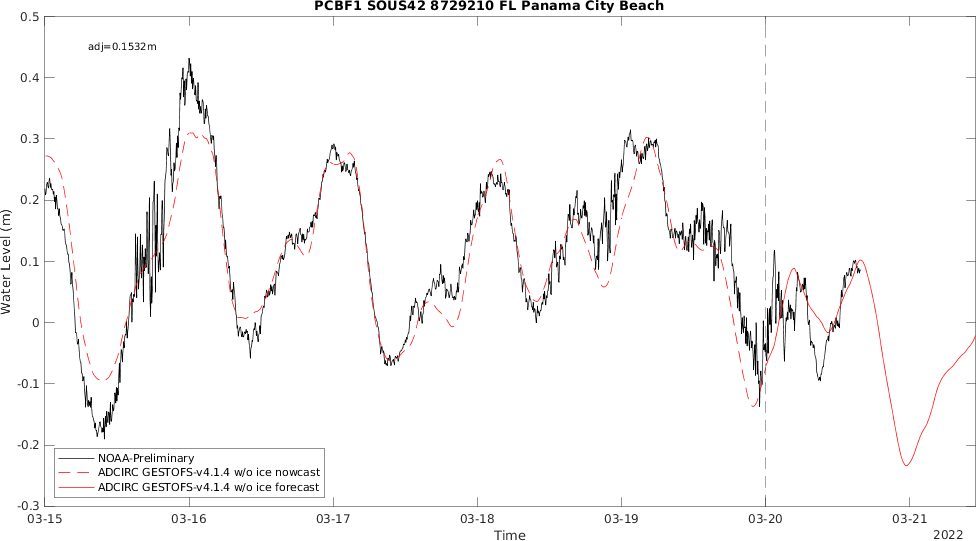 PCBF1 SOUS42 8729210 FL Panama City Beach
adj=0.1532m
0.5
0.4
0.3
0.2
0.1
0
-0.1
-0.2
-0.3
Water Level (m)
NOAA-Preliminary
ADCIRC GESTOFS-v4.1.4 w/o ice nowcast
ADCIRC GESTOFS-v4.1.4 w/o ice forecast
03-15 03-16 03-17 03-18 03-19 03-20 03-21
Time
2022